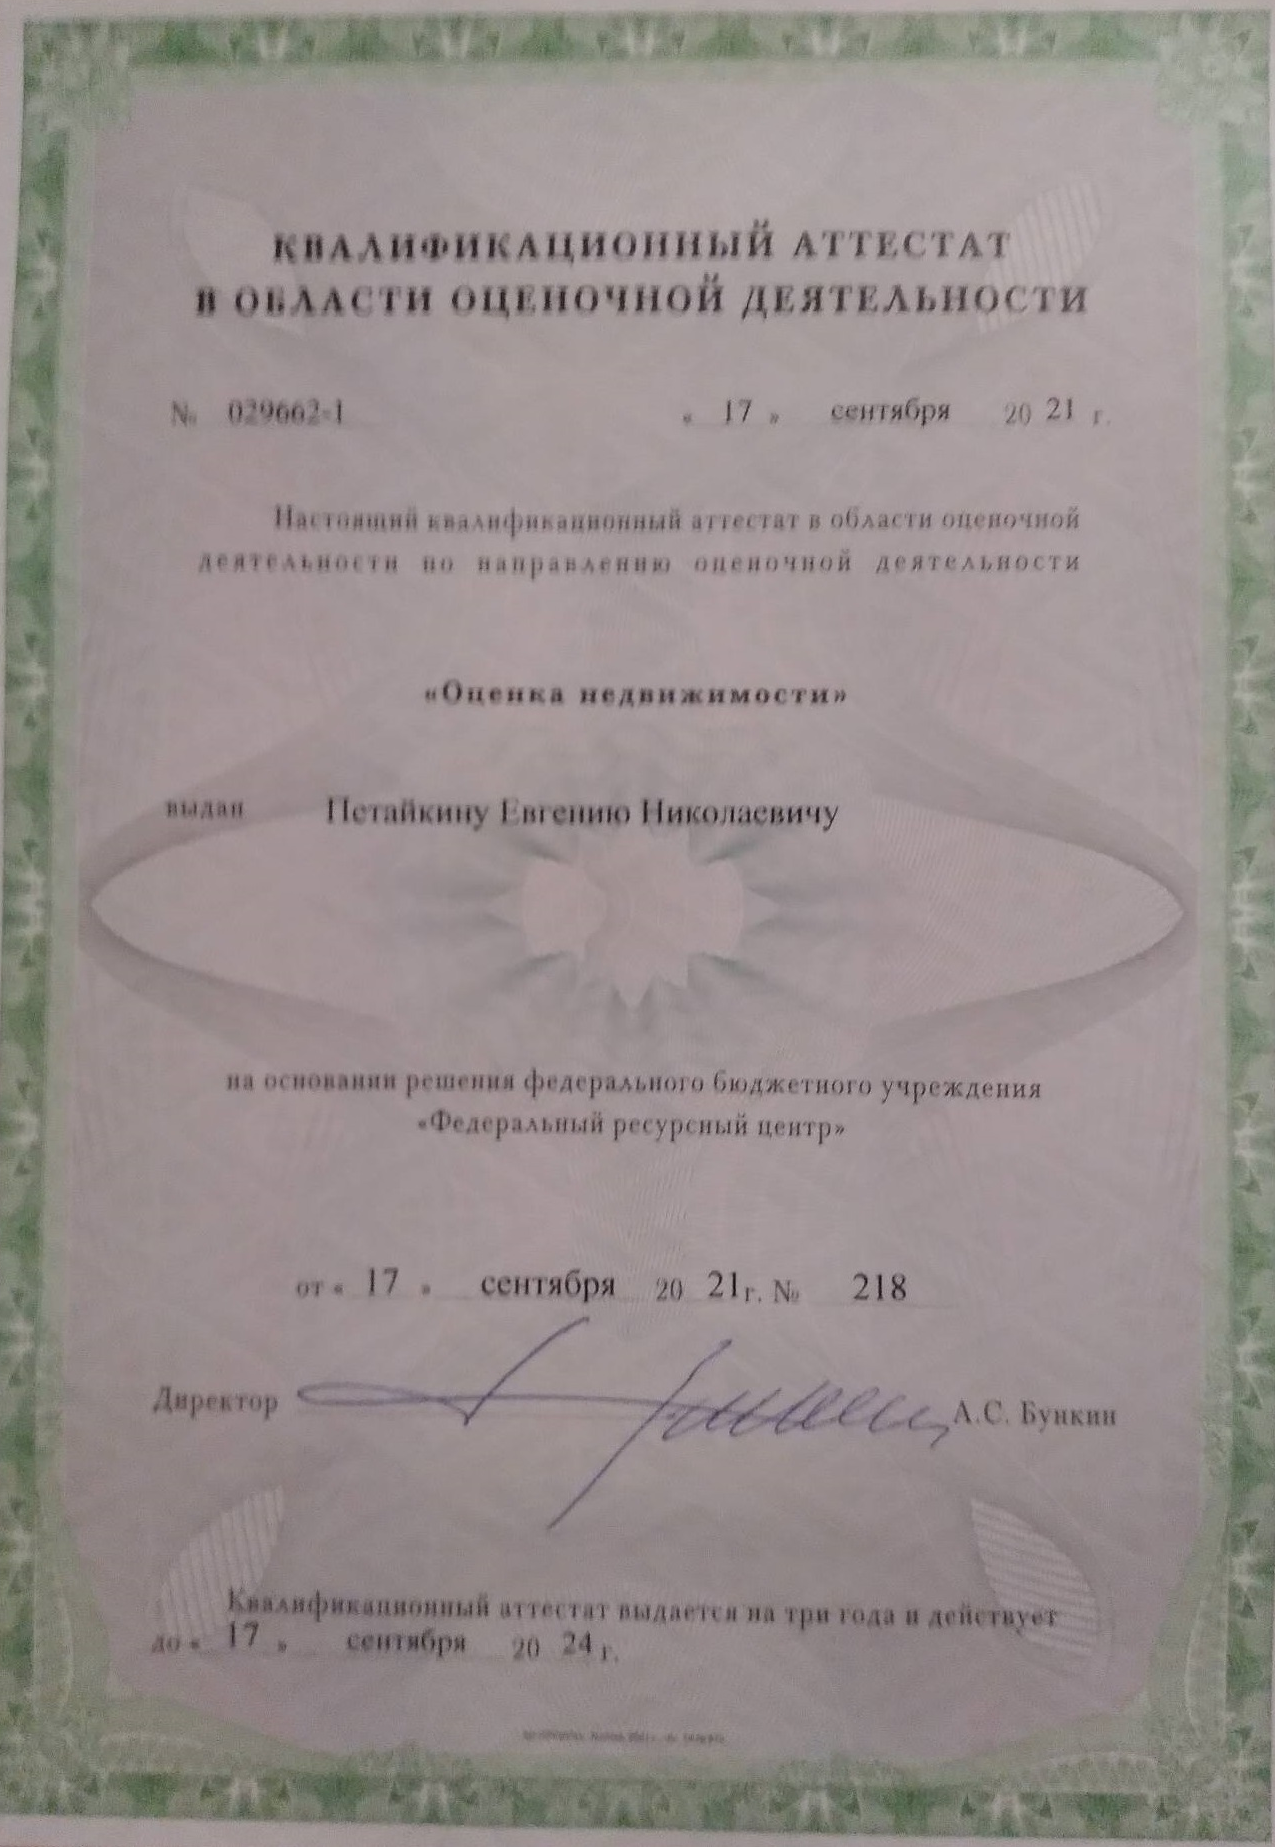 КВАЛИФИКАЦИОННЫЙ АТТЕСТАТ
В ОБЛАСТИ ОЦЕНОЧНОЙ ДЕЯТЕЛЬНОСТИ
№ 029662-1 « 17 » сентября 20 21 г.
Настоящий квалификационный аттестат в области оценочной
деятельности по направлению оценочной деятельности
«Оценка недвижимости»
выдан Петайкину Евгению Николаевичу
на основании решения федерального бюджетного учреждения
«Федеральный ресурсный центр»
от « 17 » сентября 20 21 г. № 218
Директор А.С. Бункин
Квалификационный аттестат выдается на три года и действует
до « 17 » сентября 20 24 г.